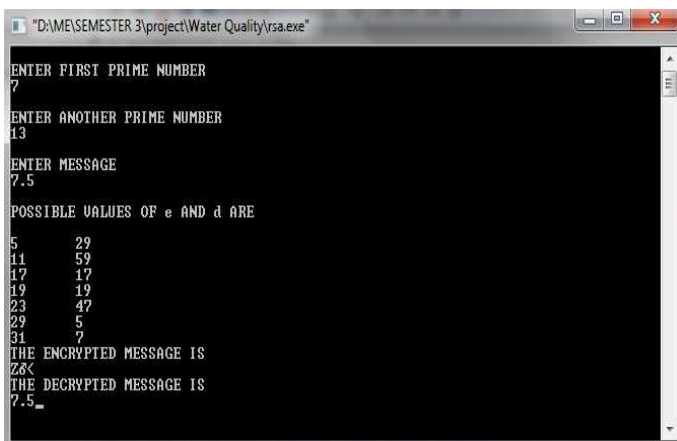 "D:\ME\SEMESTER 3\project\Water Quality\rsa.exe"
ENTER FIRST PRIME NUMBER
7
ENTER ANOTHER PRIME NUMBER
13
ENTER MESSAGE
7.5
POSSIBLE VALUES OF e AND d ARE
5 29
11 59
17 17
19 19
23 47
29 5
31 7
THE ENCRYPTED MESSAGE IS
THE DECRYPTED MESSAGE IS
7.5_